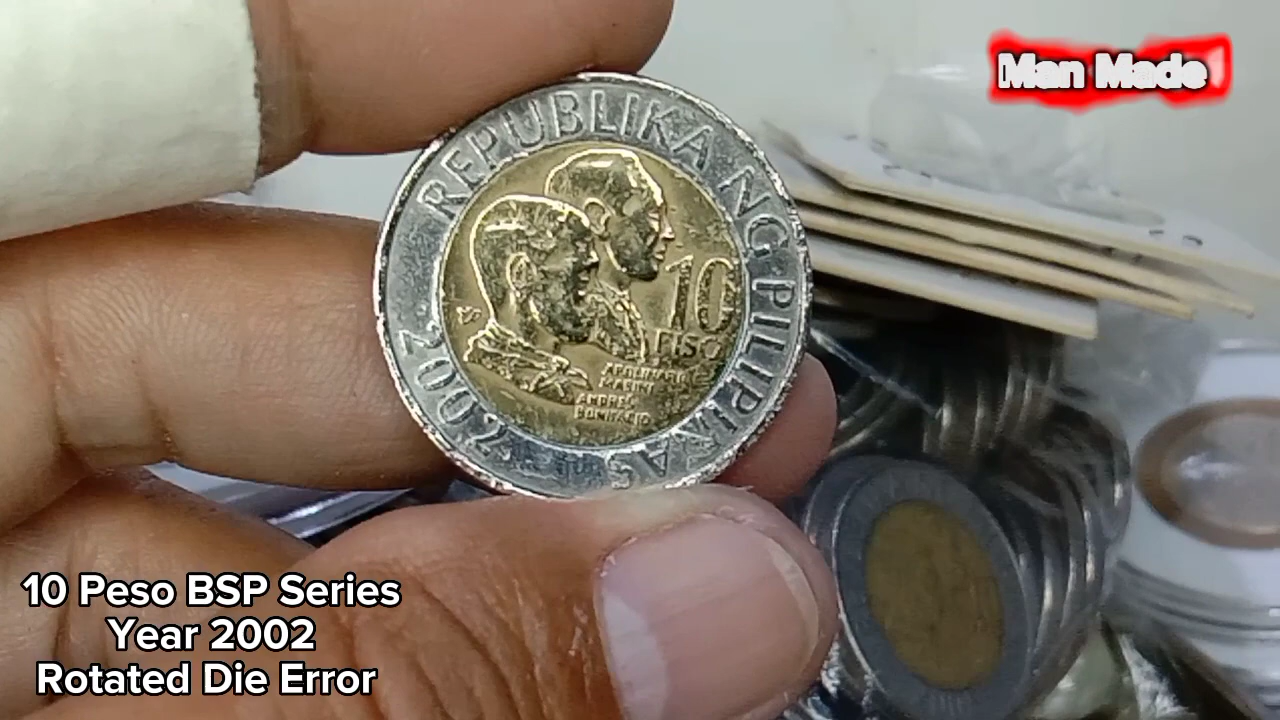 Man Made
REPUBLIKA NG PILIPINAS
2002
10
PISO
APOLINARIO
MABINI
ANDRES
BONIFACIO
10 Peso BSP Series
Year 2002
Rotated Die Error